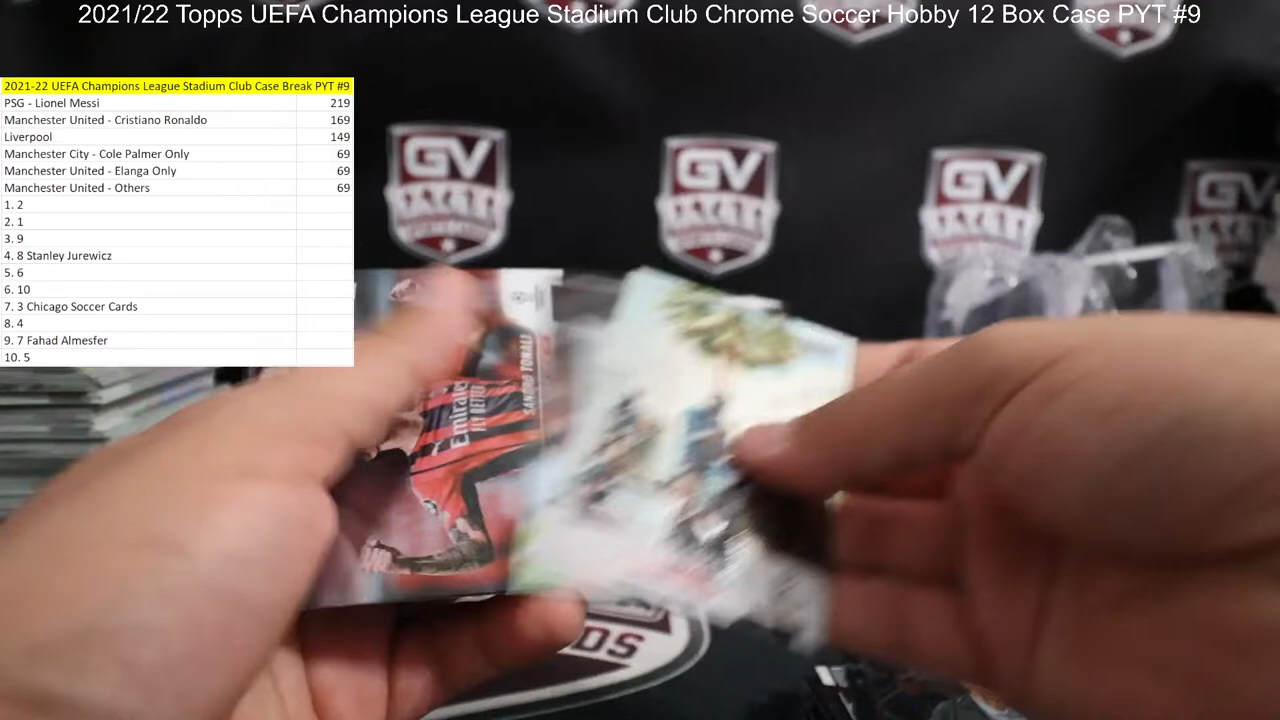 2021/22 Topps UEFA Champions League Stadium Club Chrome Soccer Hobby 12 Box Case PYT #9
2021-22 UEFA Champions League Stadium Club Case Break PYT #9
PSG - Lionel Messi 219
Manchester United - Cristiano Ronaldo 169
Liverpool 149
Manchester City - Cole Palmer Only 69
Manchester United - Elanga Only 69
Manchester United - Others 69
1. 2
2. 1
3. 9
4. 8 Stanley Jurewicz
5. 6
6. 10
7. 3 Chicago Soccer Cards
8. 4
9. 7 Fahad Almesfer
10. 5
GV
GV
GV
GV
SANDRO TONALI
Emirates
FLY BETTER
DS